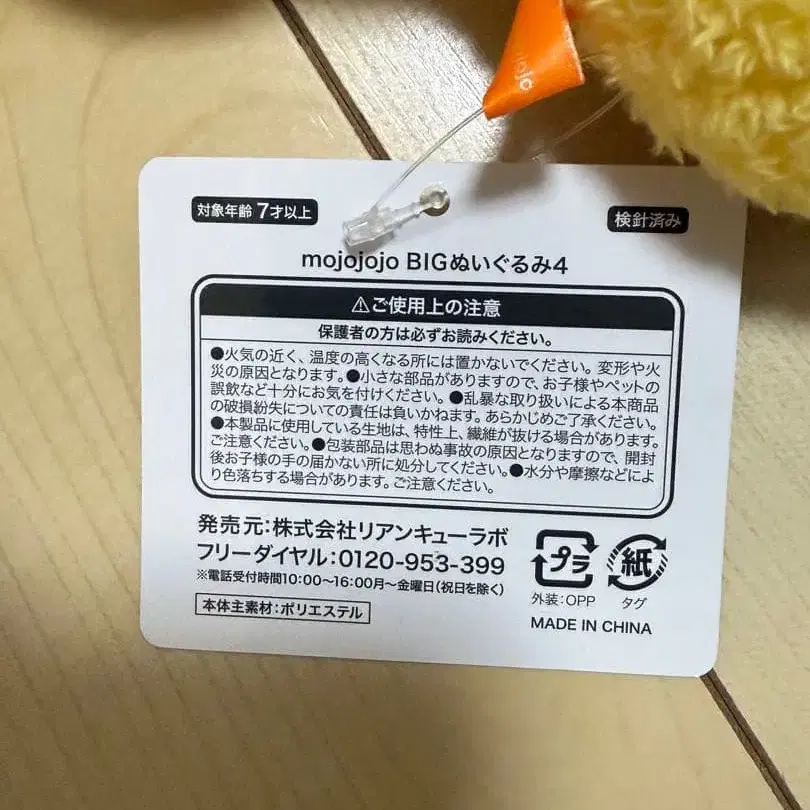 jojo
対象年齢 7才以上
検針済み
mojojojo BIGぬいぐるみ4
⚠ご使用上の注意
保護者の方は必ずお読みください。
●火気の近く、温度の高くなる所には置かないでください。変形や火
災の原因となります。●小さな部品がありますので、お子様やペットの
誤飲など十分にお気を付けください。●乱暴な取り扱いによる本商品
の破損紛失についての責任は負いかねます。あらかじめご了承ください。
●本製品に使用している生地は、特性上、繊維が抜ける場合があります。
ご注意ください。●包装部品は思わぬ事故の原因となりますので、開封
後お子様の手の届かない所に処分してください。●水分や摩擦などによ
り色落ちする場合があります。ご注意ください。
発売元:株式会社リアンキューラボ
フリーダイヤル:0120-953-399
※電話受付時間10:00〜16:00月〜金曜日(祝日を除く)
本体主素材:ポリエステル
プラ
紙
外装:OPP
タグ
MADE IN CHINA